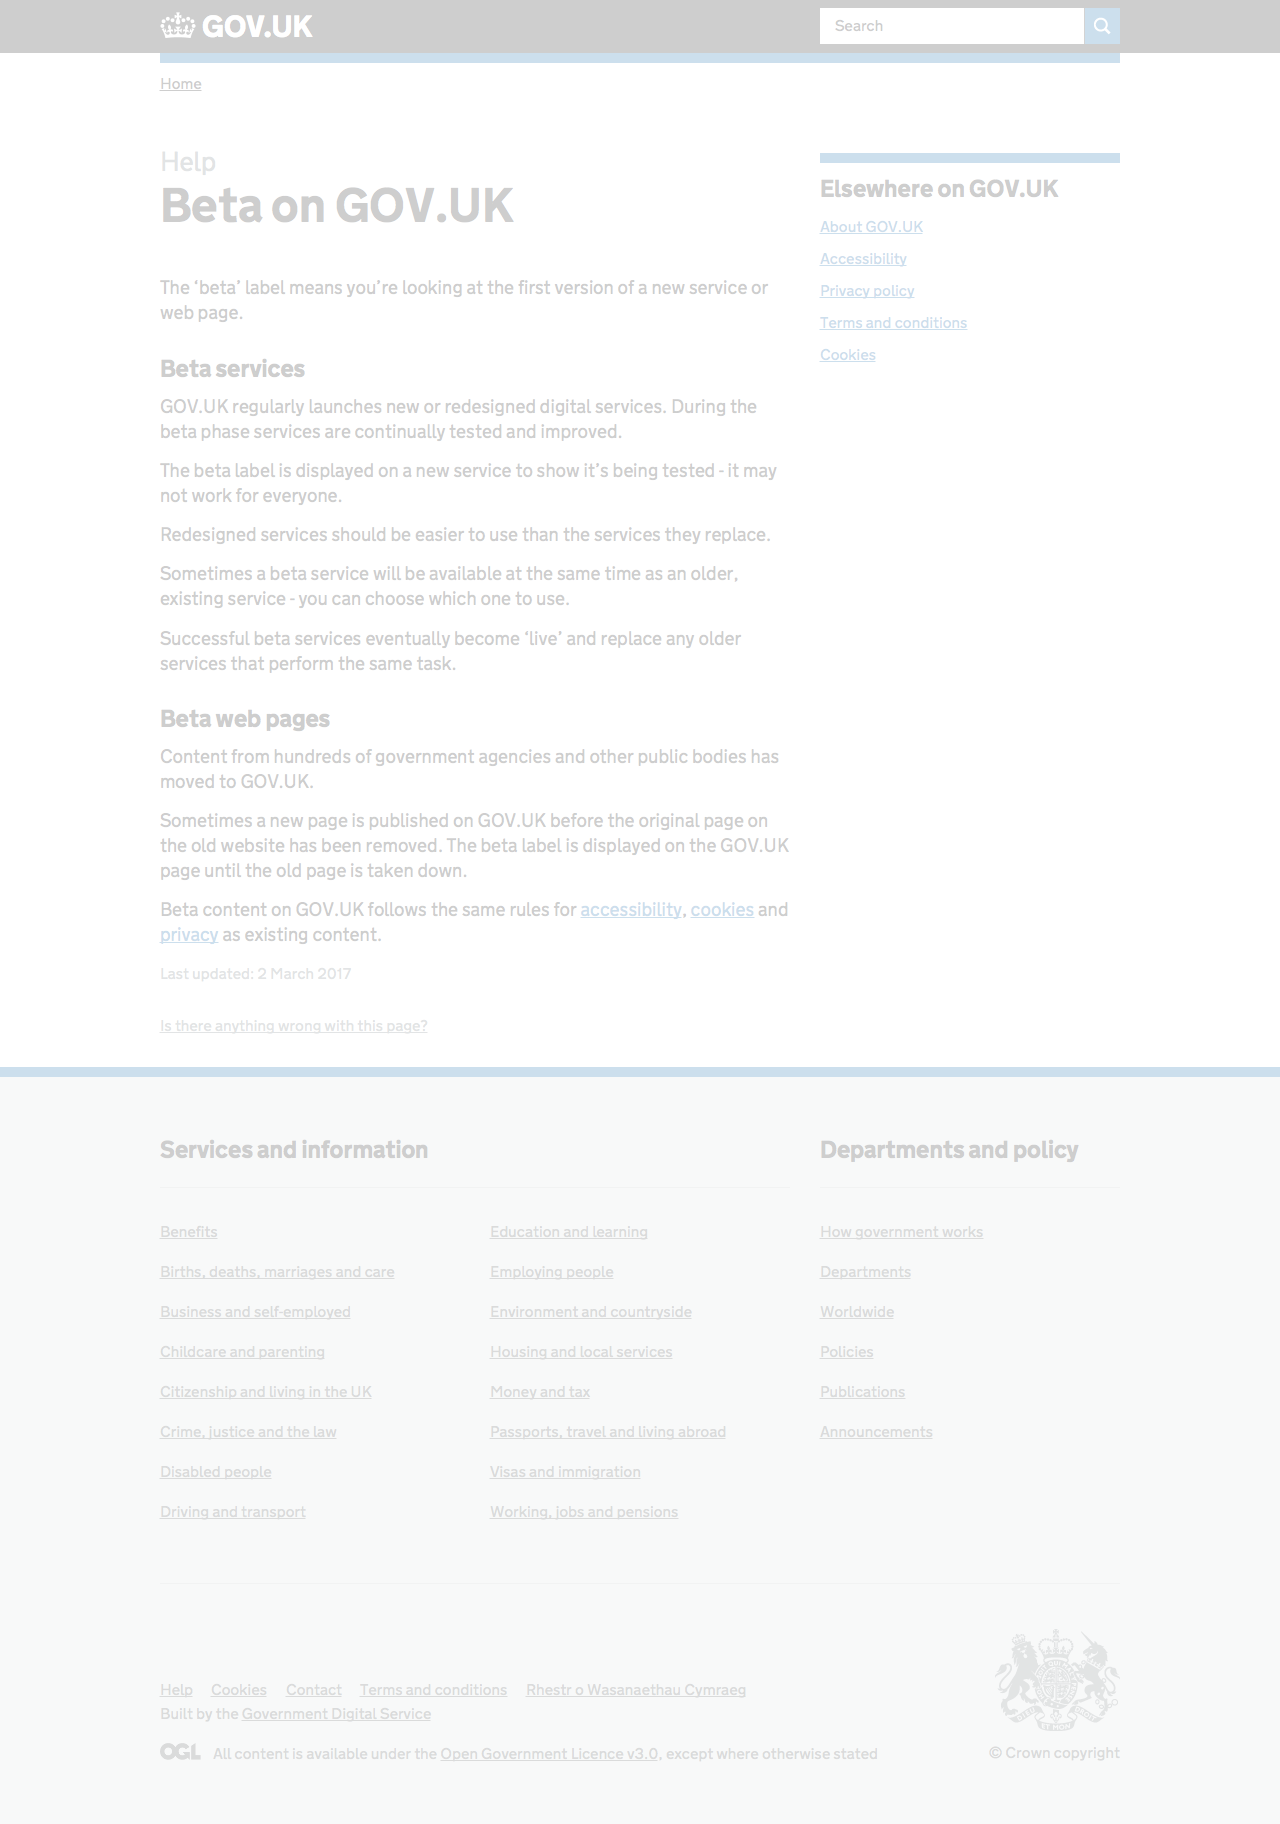 GOV.UK
Search
Home
Help
Beta on GOV.UK
The ‘beta’ label means you’re looking at the first version of a new service or
web page.
Beta services
GOV.UK regularly launches new or redesigned digital services. During the
beta phase services are continually tested and improved.
The beta label is displayed on a new service to show it’s being tested - it may
not work for everyone.
Redesigned services should be easier to use than the services they replace.
Sometimes a beta service will be available at the same time as an older,
existing service - you can choose which one to use.
Successful beta services eventually become ‘live’ and replace any older
services that perform the same task.
Beta web pages
Content from hundreds of government agencies and other public bodies has
moved to GOV.UK.
Sometimes a new page is published on GOV.UK before the original page on
the old website has been removed. The beta label is displayed on the GOV.UK
page until the old page is taken down.
Beta content on GOV.UK follows the same rules for accessibility, cookies and
privacy as existing content.
Last updated: 2 March 2017
Is there anything wrong with this page?
Elsewhere on GOV.UK
About GOV.UK
Accessibility
Privacy policy
Terms and conditions
Cookies
Services and information
Benefits
Births, deaths, marriages and care
Business and self-employed
Childcare and parenting
Citizenship and living in the UK
Crime, justice and the law
Disabled people
Driving and transport
Education and learning
Employing people
Environment and countryside
Housing and local services
Money and tax
Passports, travel and living abroad
Visas and immigration
Working, jobs and pensions
Departments and policy
How government works
Departments
Worldwide
Policies
Publications
Announcements
Help Cookies Contact Terms and conditions Rhestr o Wasanaethau Cymraeg
Built by the Government Digital Service
OGL All content is available under the Open Government Licence v3.0, except where otherwise stated
© Crown copyright